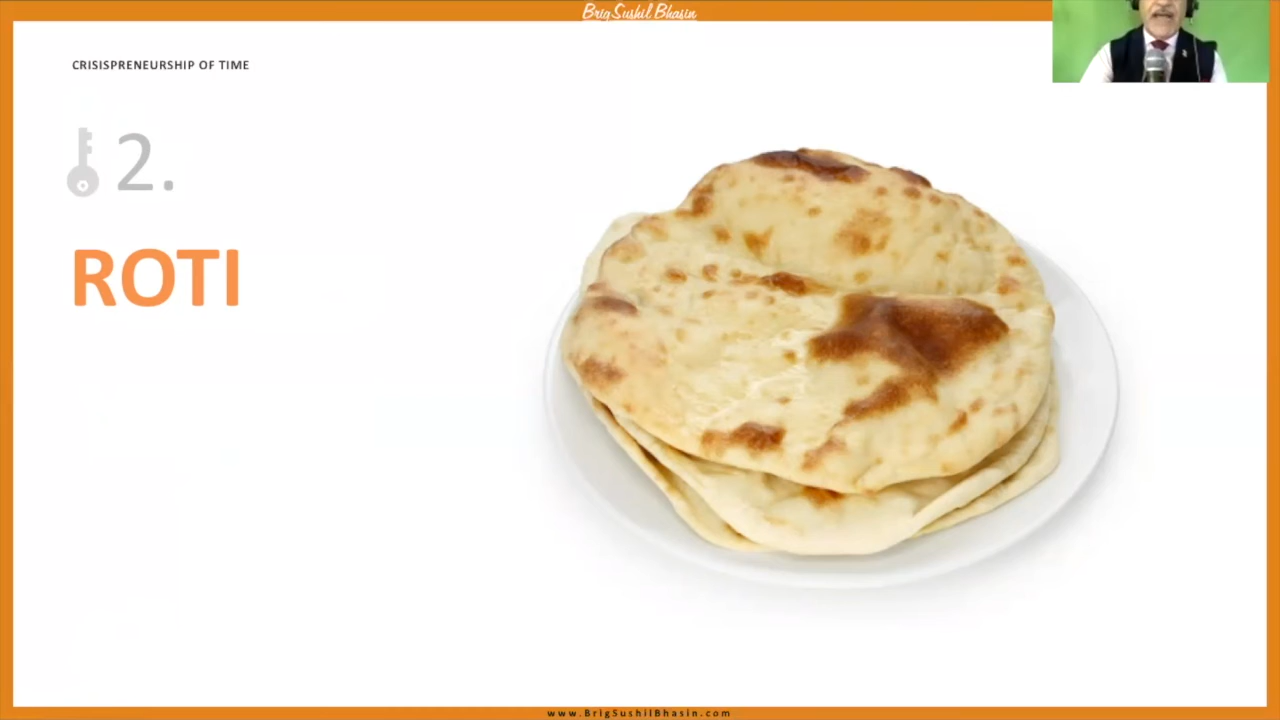 Brig Sushil Bhasin
CRISISPRENEURSHIP OF TIME
2.
ROTI
www.BrigSushilBhasin.com